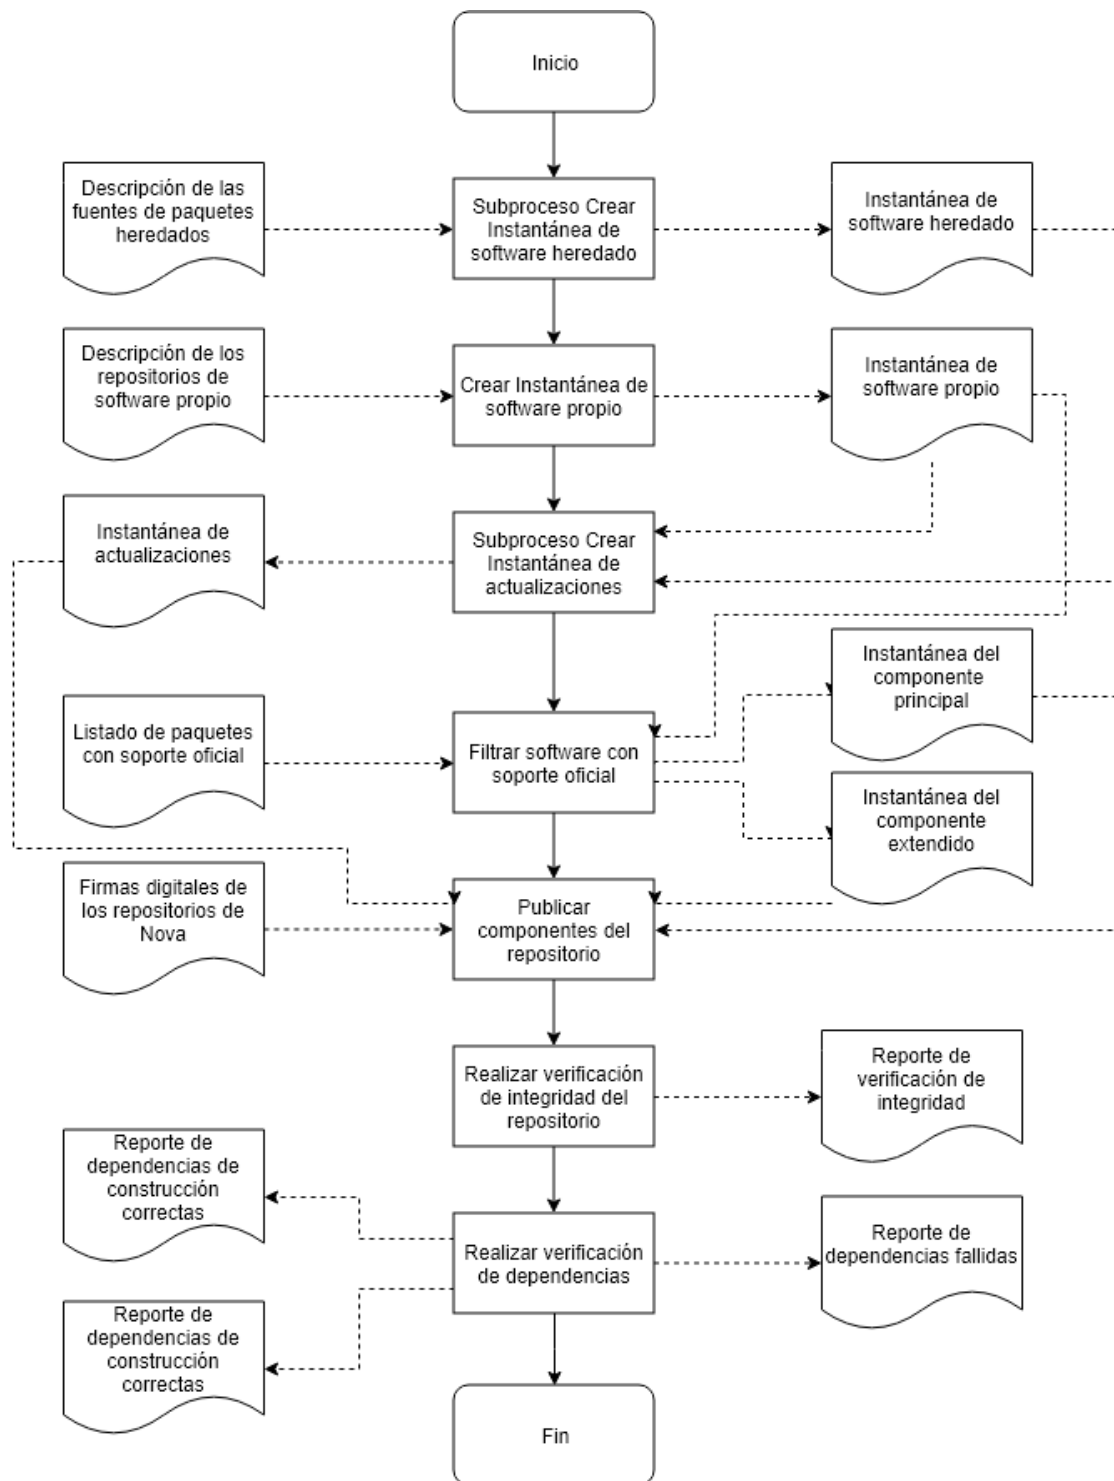 Inicio
Descripción de las
fuentes de paquetes
heredados
Subproceso Crear
Instantánea de
software heredado
Instantánea de
software heredado
Descripción de los
repositorios de
software propio
Crear Instantánea de
software propio
Instantánea de
software propio
Instantánea de
actualizaciones
Subproceso Crear
Instantánea de
actualizaciones
Instantánea del
componente
principal
Listado de paquetes
con soporte oficial
Filtrar software con
soporte oficial
Instantánea del
componente
extendido
Firmas digitales de
los repositorios de
Nova
Publicar
componentes del
repositorio
Realizar verificación
de integridad del
repositorio
Reporte de
verificación de
integridad
Reporte de
dependencias de
construcción
correctas
Realizar verificación
de dependencias
Reporte de
dependencias fallidas
Reporte de
dependencias de
construcción
correctas
Fin